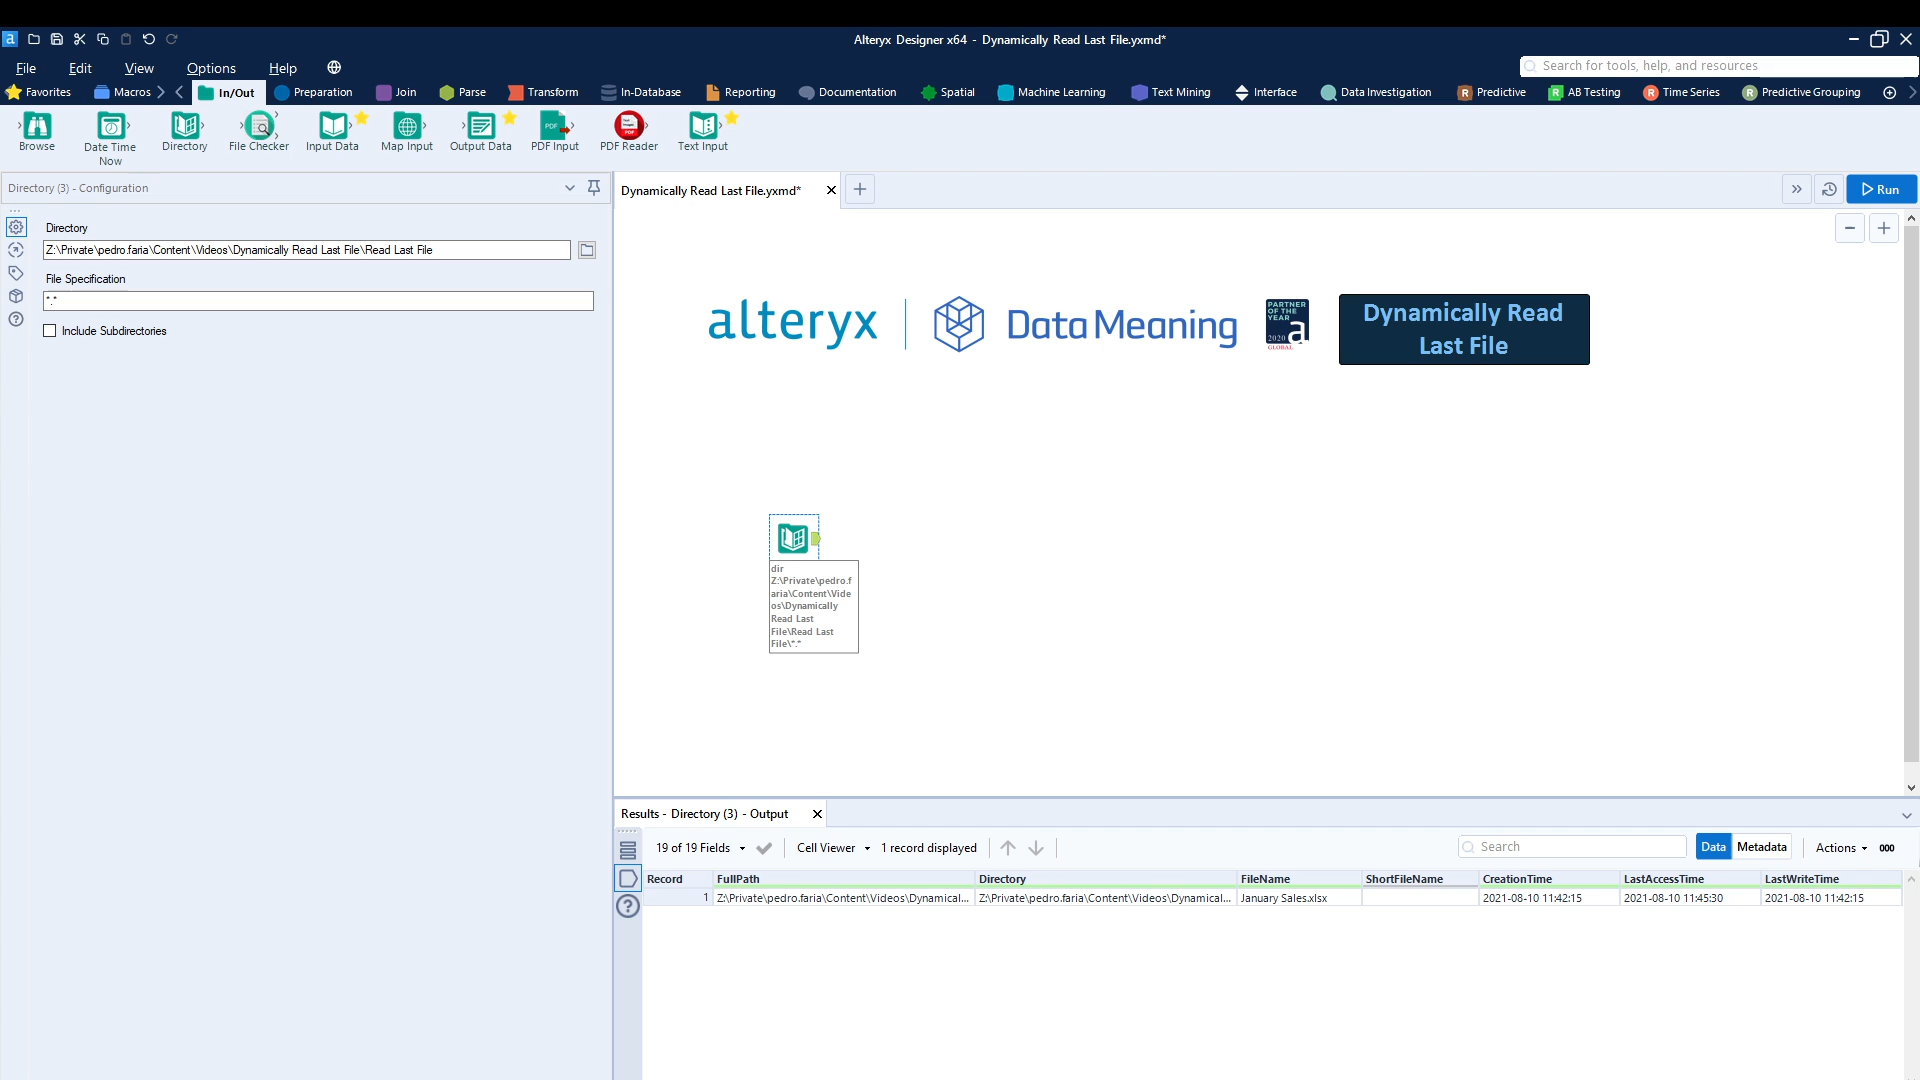 Alteryx Designer x64 - Dynamically Read Last File.yxmd*
File Edit View Options Help
Search for tools, help, and resources
Favorites Macros In/Out Preparation Join Parse Transform In-Database Reporting Documentation Spatial Machine Learning Text Mining Interface Data Investigation Predictive AB Testing Time Series Predictive Grouping
Browse Date Time Now Directory File Checker Input Data Map Input Output Data PDF Input PDF Reader Text Input
Directory (3) - Configuration
Dynamically Read Last File.yxmd*
Run
Directory
Z:\Private\pedro.faria\Content\Videos\Dynamically Read Last File\Read Last File
File Specification
*.*
Include Subdirectories
alteryx
DataMeaning
PARTNER
OF THE
YEAR
2020
a
GLOBAL
Dynamically Read
Last File
dir
Z:\Private\pedro.f
aria\Content\Vide
os\Dynamically
Read Last
File\Read Last
File\*.*
Results - Directory (3) - Output
19 of 19 Fields Cell Viewer 1 record displayed Search Data Metadata Actions 000
Record FullPath Directory FileName ShortFileName CreationTime LastAccessTime LastWriteTime
1 Z:\Private\pedro.faria\Content\Videos\Dynamical... Z:\Private\pedro.faria\Content\Videos\Dynamical... January Sales.xlsx 2021-08-10 11:42:15 2021-08-10 11:45:30 2021-08-10 11:42:15